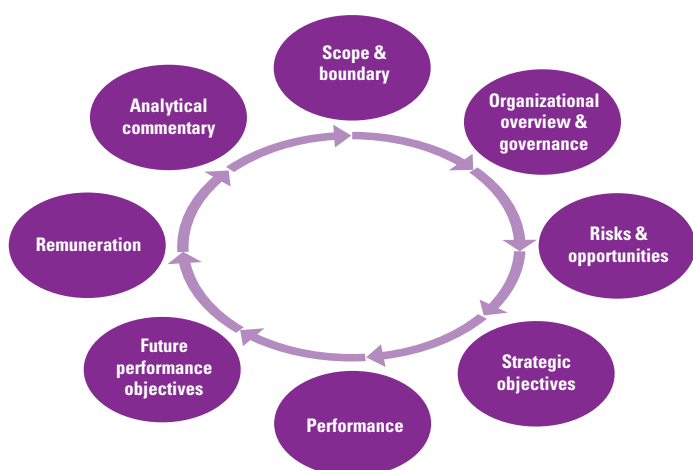 Scope &
boundary
Organizational
overview &
governance
Risks &
opportunities
Strategic
objectives
Performance
Future
performance
objectives
Remuneration
Analytical
commentary